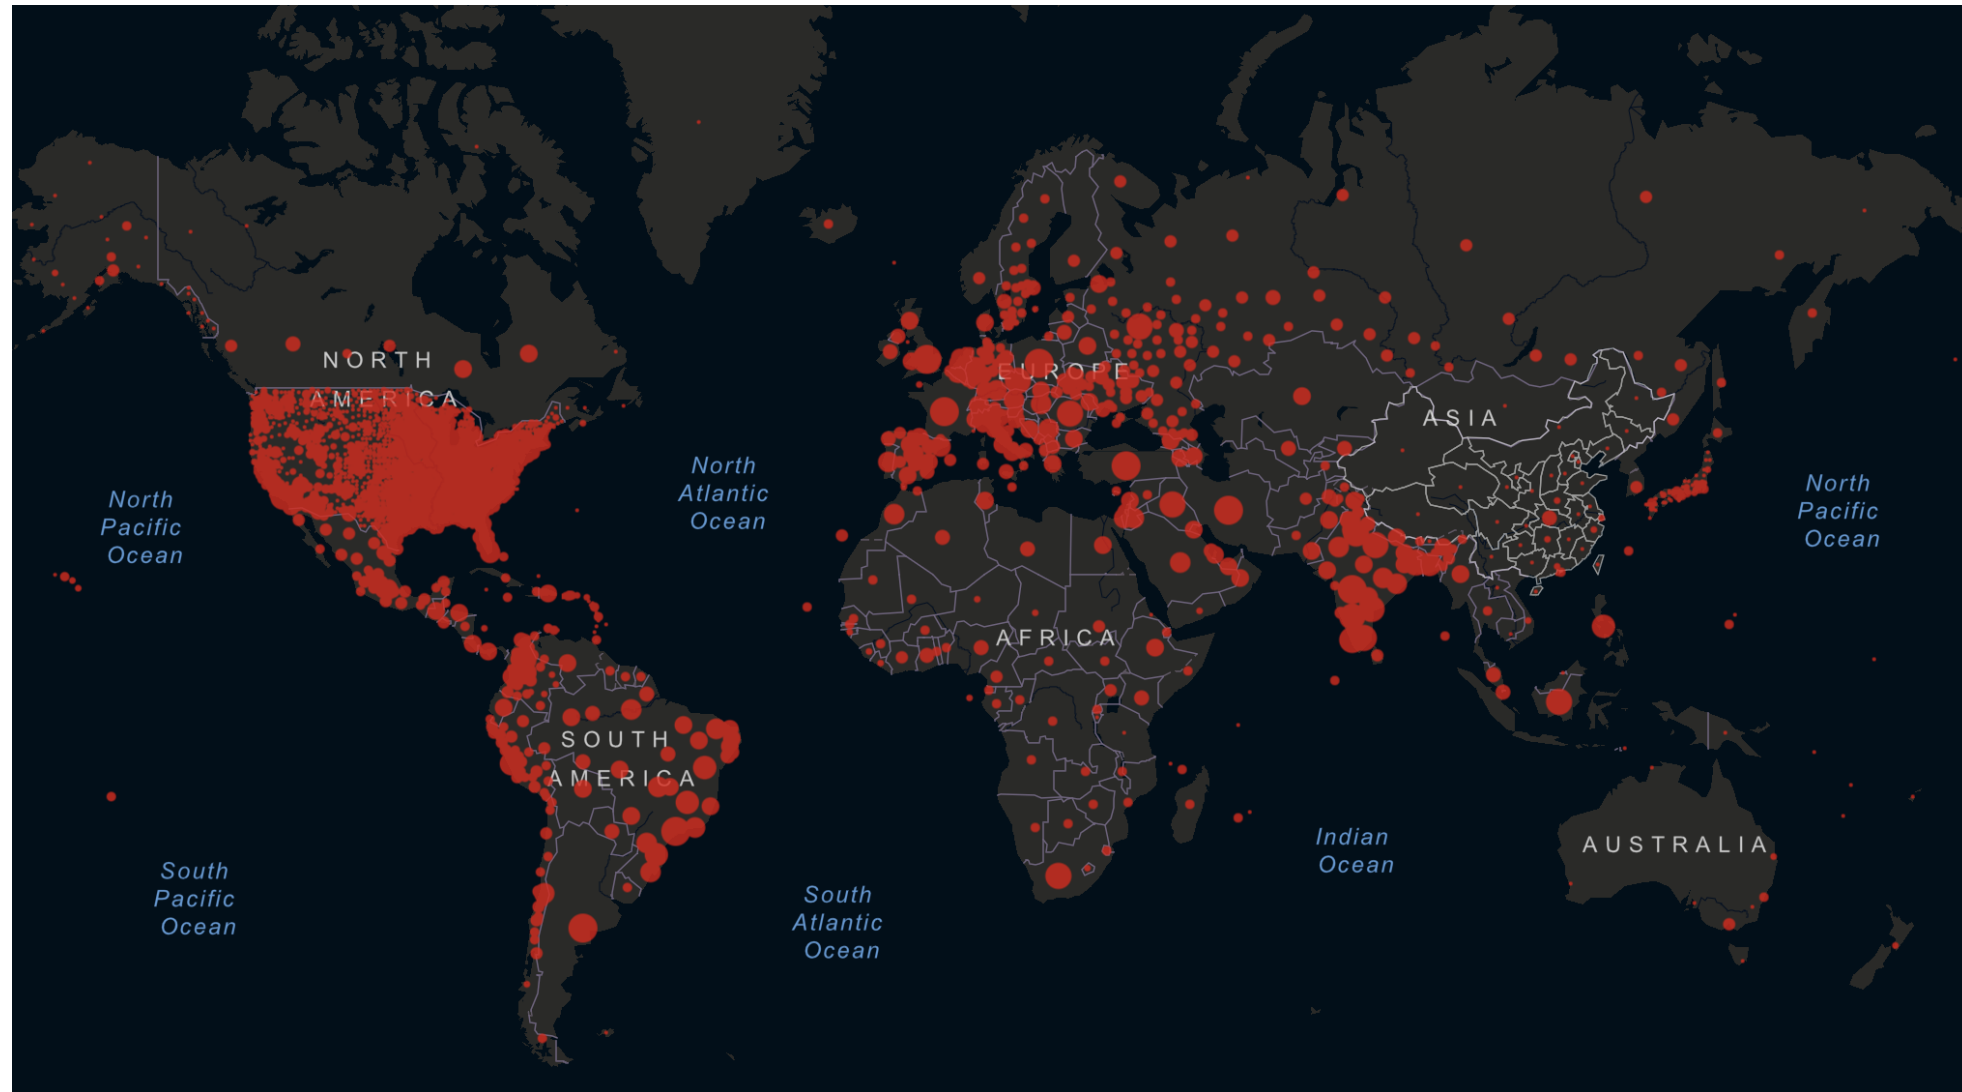 NORTH
AMERICA
EUROPE
ASIA
North
Atlantic
Ocean
North
Pacific
Ocean
North
Pacific
Ocean
AFRICA
SOUTH
AMERICA
Indian
Ocean
AUSTRALIA
South
Pacific
Ocean
South
Atlantic
Ocean